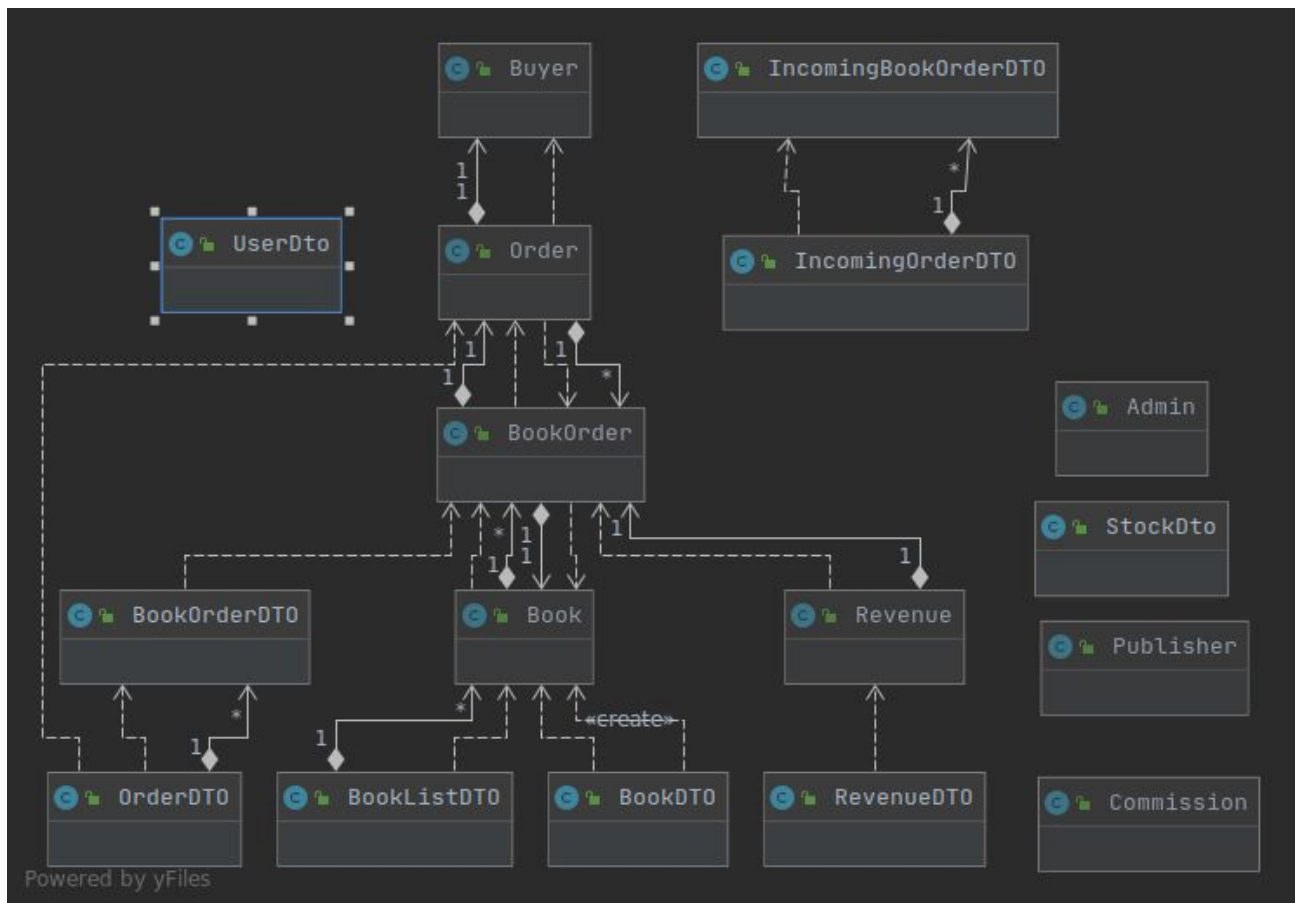 Buyer
IncomingBookOrderDTO
1
*
1
1
UserDto
Order
IncomingOrderDTO
1
1
1
*
Admin
BookOrder
StockDto
*
1
1
1
1
1
BookOrderDTO
Book
Revenue
Publisher
*
*
«create»
1
1
OrderDTO
BookListDTO
BookDTO
RevenueDTO
Commission
Powered by yFiles